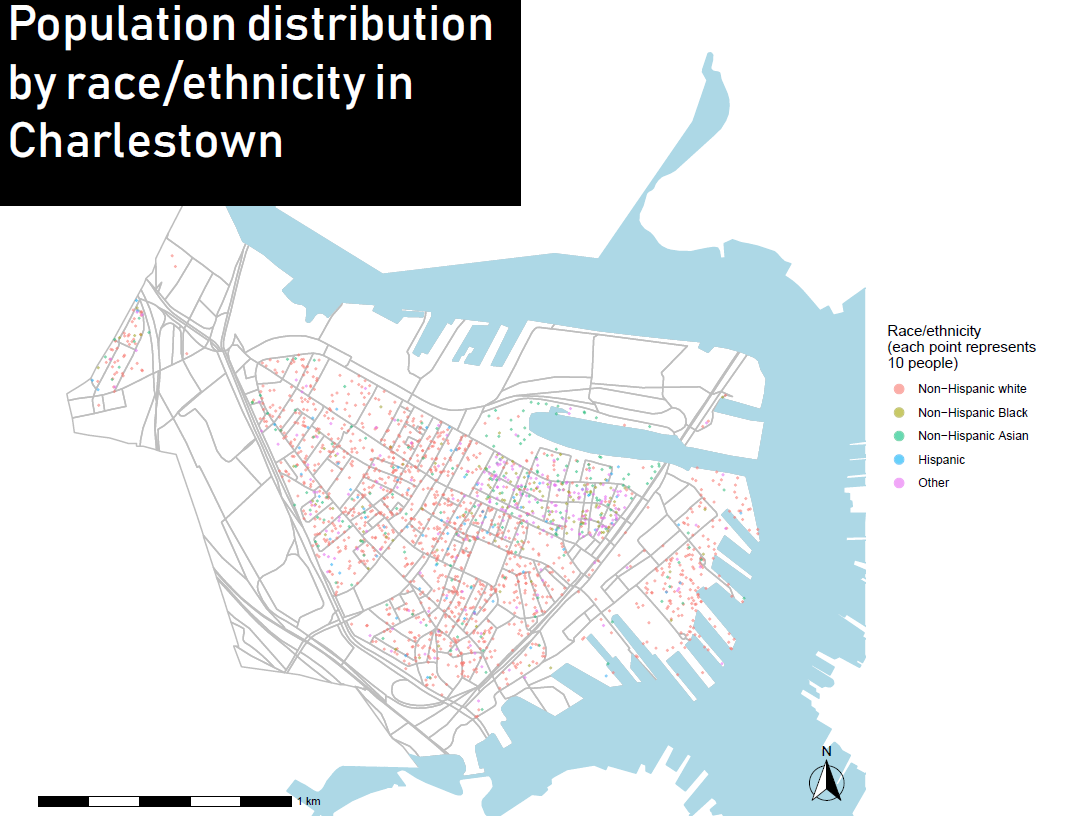 Population distribution
by race/ethnicity in
Charlestown
Race/ethnicity
(each point represents
10 people)
Non−Hispanic white
Non−Hispanic Black
Non−Hispanic Asian
Hispanic
Other
N
1 km